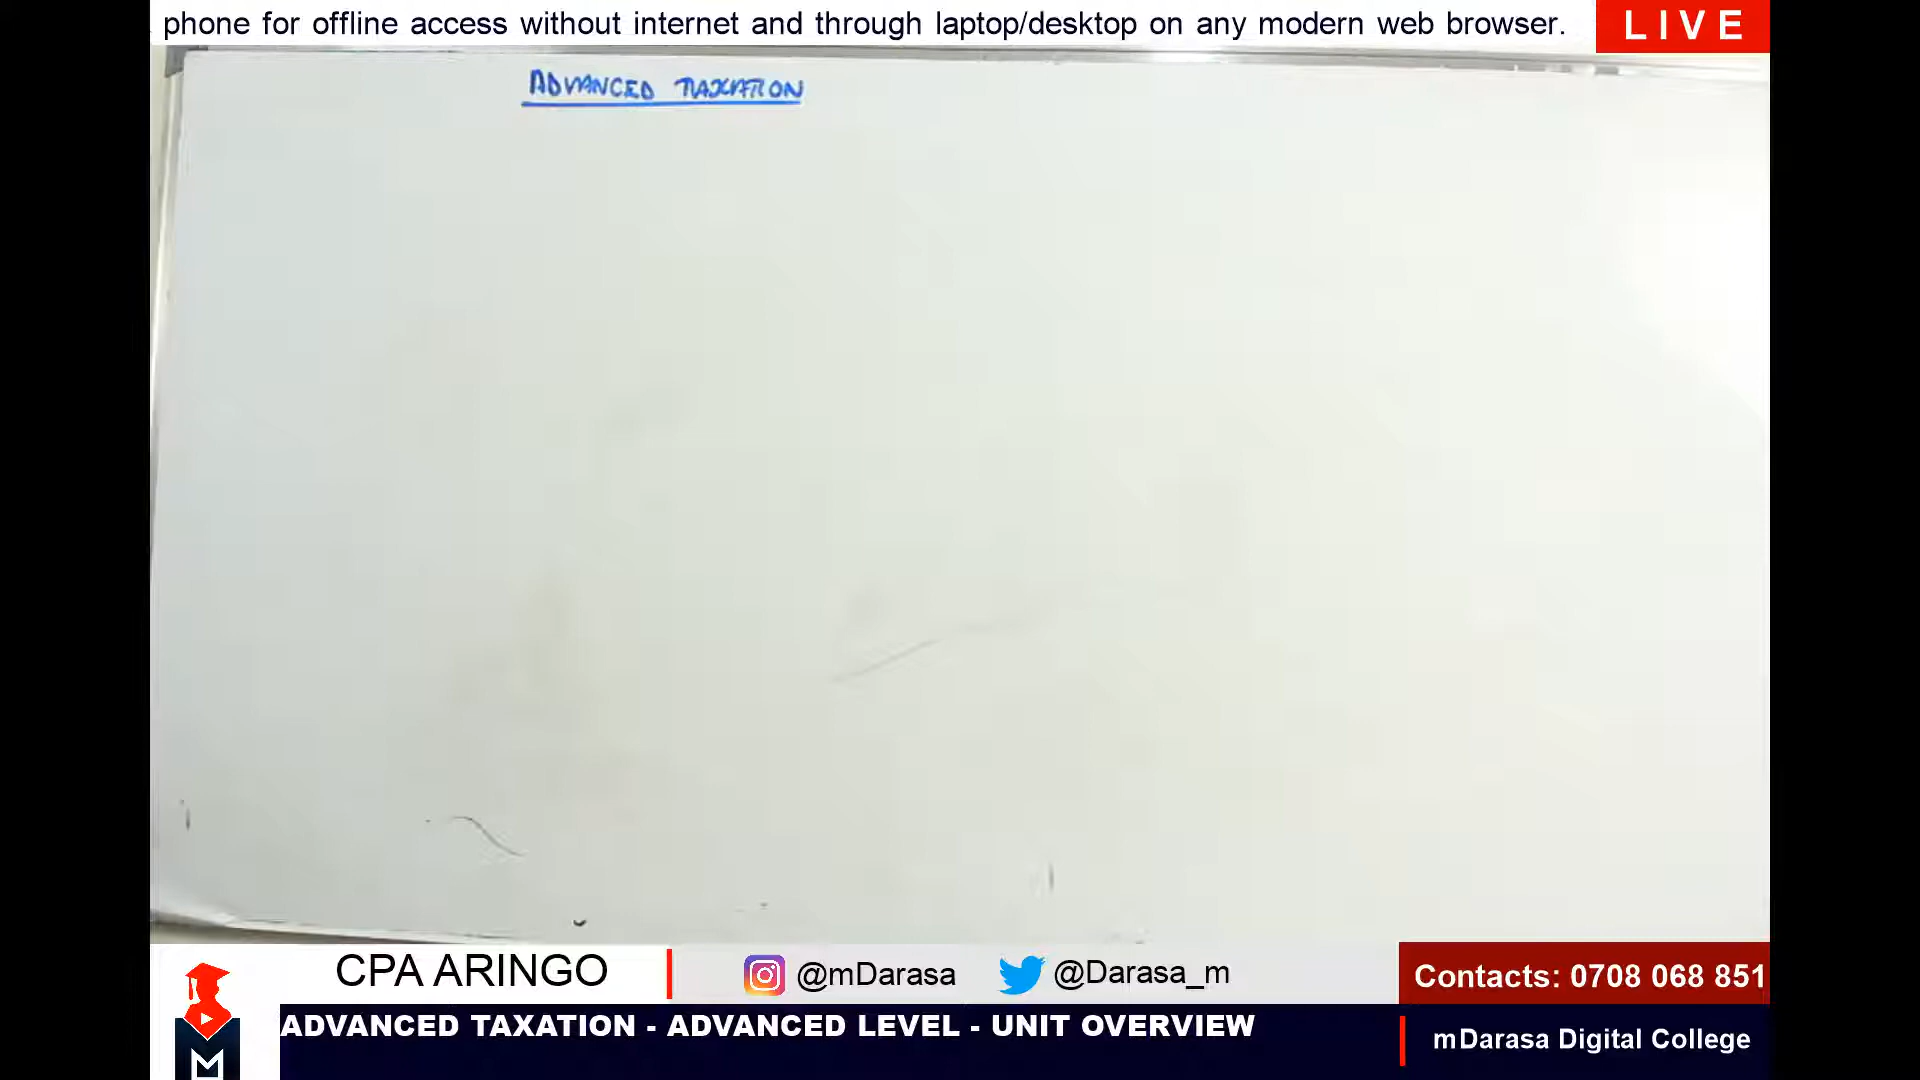 phone for offline access without internet and through laptop/desktop on any modern web browser.
LIVE
ADVANCED TAXATION
CPA ARINGO
@mDarasa
@Darasa_m
Contacts: 0708 068 851
ADVANCED TAXATION - ADVANCED LEVEL - UNIT OVERVIEW
mDarasa Digital College
M